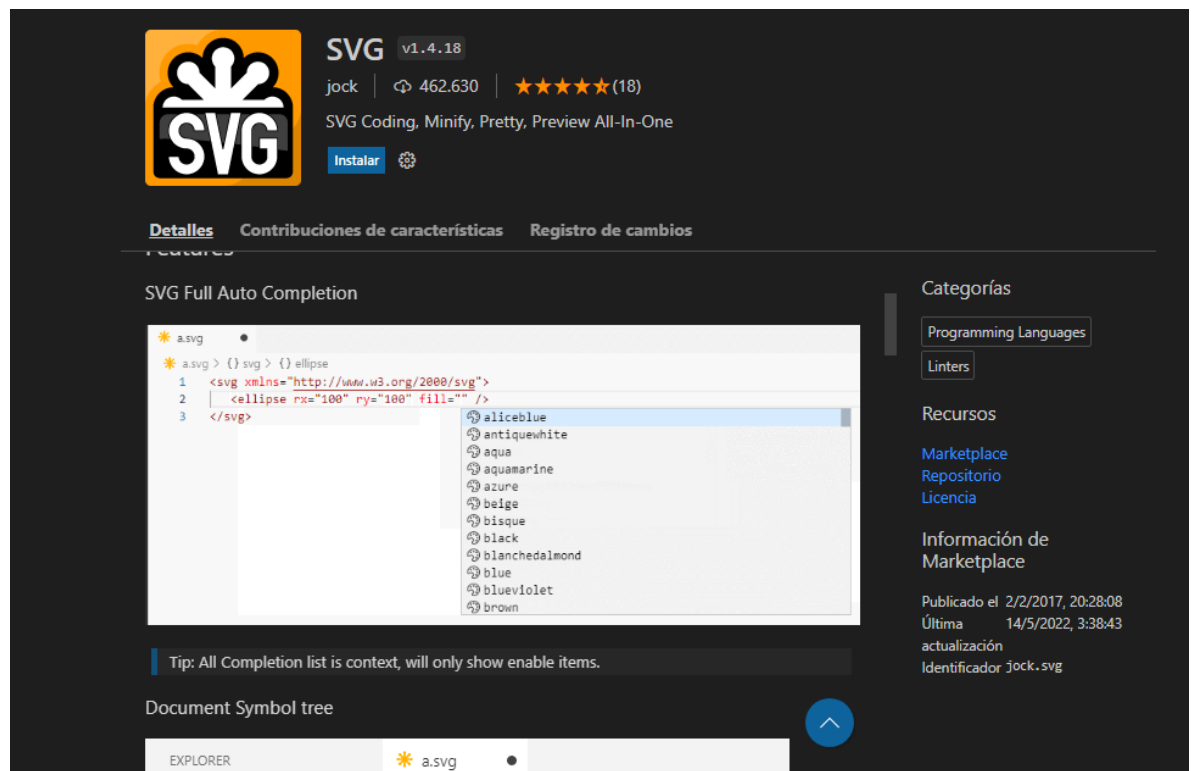 SVG
SVG v1.4.18
jock 462.630 (18)
SVG Coding, Minify, Pretty, Preview All-In-One
Instalar
Detalles Contribuciones de características Registro de cambios
Features
SVG Full Auto Completion
a.svg
a.svg > {} svg > {} ellipse
1 <svg xmlns="http://www.w3.org/2000/svg">
2 <ellipse rx="100" ry="100" fill="" />
3 </svg>
aliceblue
antiquewhite
aqua
aquamarine
azure
beige
bisque
black
blanchedalmond
blue
blueviolet
brown
Tip: All Completion list is context, will only show enable items.
Document Symbol tree
EXPLORER
a.svg
Categorías
Programming Languages
Linters
Recursos
Marketplace
Repositorio
Licencia
Información de
Marketplace
Publicado el 2/2/2017, 20:28:08
Última 14/5/2022, 3:38:43
actualización
Identificador jock.svg